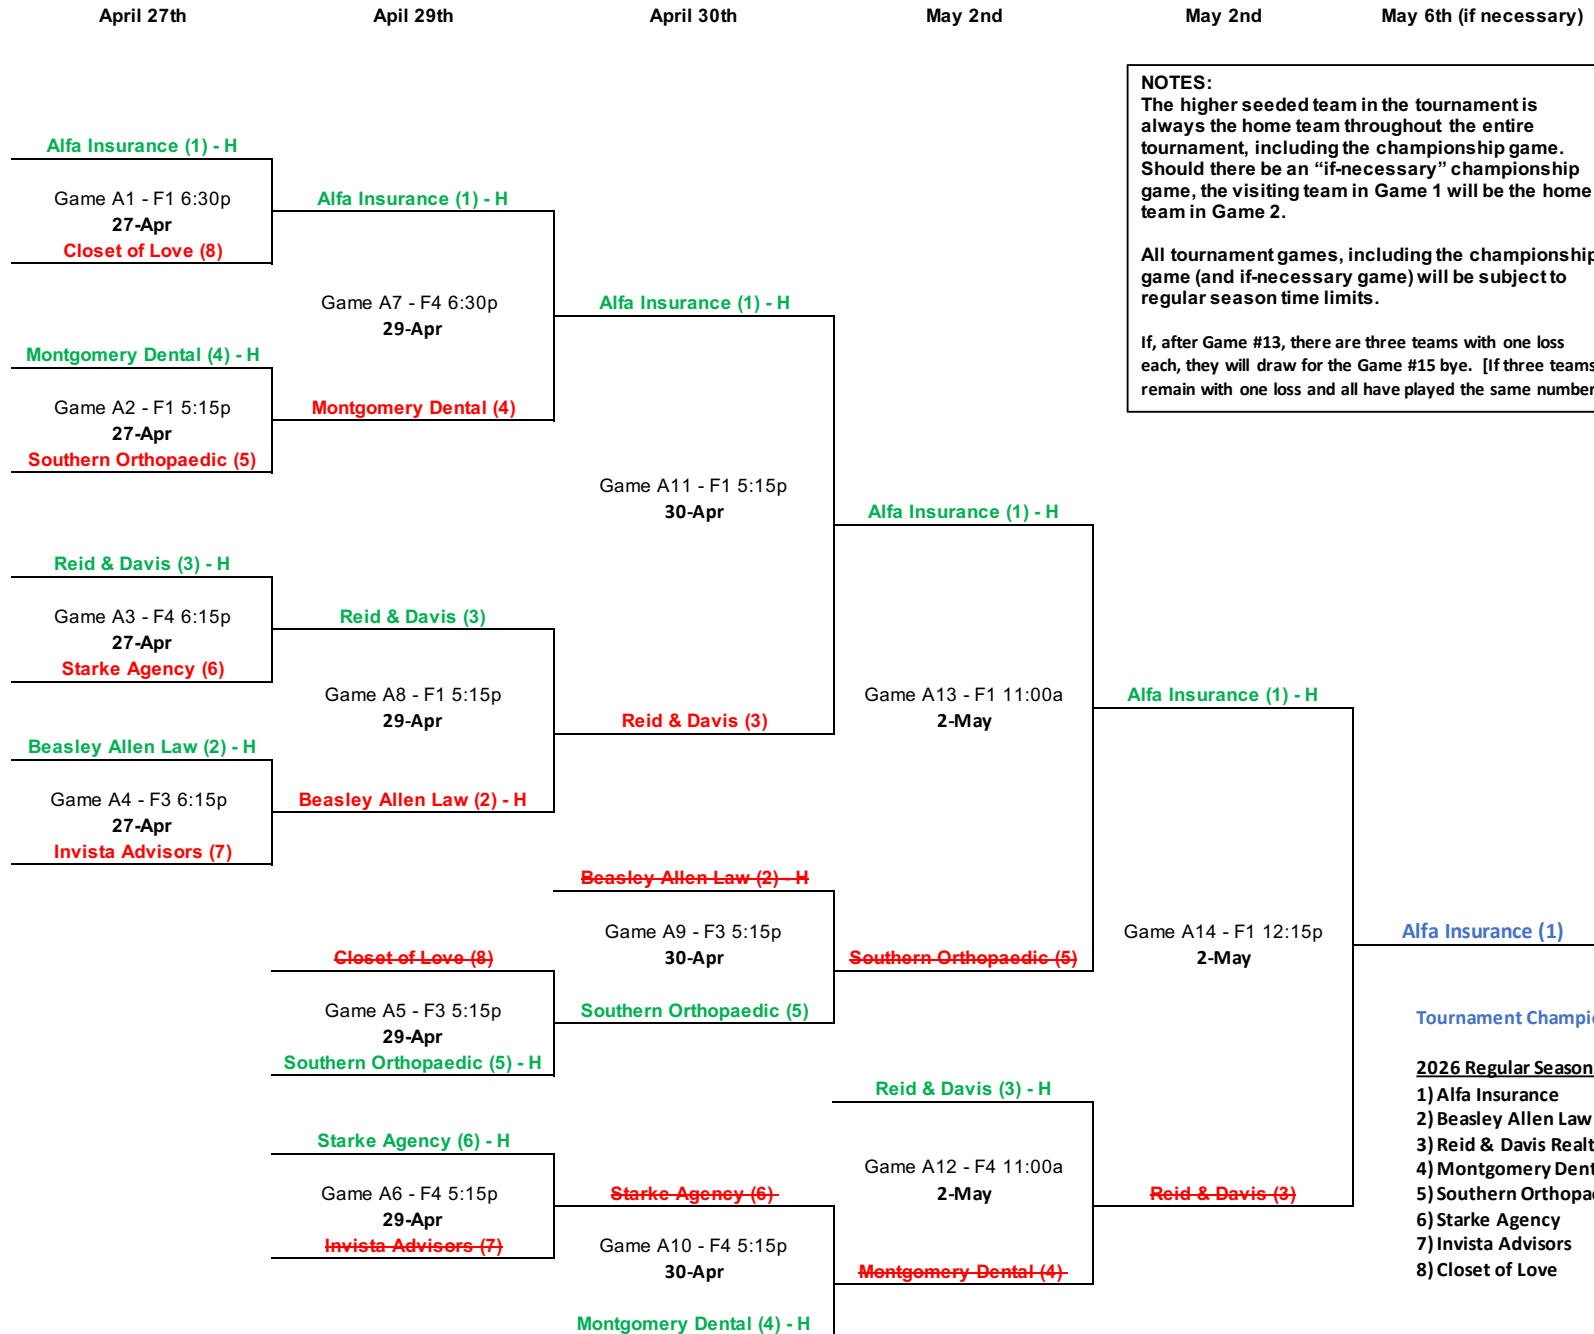 April 27th
Apil 29th
April 30th
May 2nd
May 2nd
May 6th (if necessary)
NOTES:
The higher seeded team in the tournament is
always the home team throughout the entire
tournament, including the championship game.
Should there be an “if-necessary” championship
game, the visiting team in Game 1 will be the home
team in Game 2.
All tournament games, including the championship
game (and if-necessary game) will be subject to
regular season time limits.
If, after Game #13, there are three teams with one loss
each, they will draw for the Game #15 bye. [If three teams
remain with one loss and all have played the same number
Alfa Insurance (1) - H
Game A1 - F1 6:30p
27-Apr
Closet of Love (8)
Montgomery Dental (4) - H
Game A2 - F1 5:15p
27-Apr
Southern Orthopaedic (5)
Reid & Davis (3) - H
Game A3 - F4 6:15p
27-Apr
Starke Agency (6)
Beasley Allen Law (2) - H
Game A4 - F3 6:15p
27-Apr
Invista Advisors (7)
Alfa Insurance (1) - H
Game A7 - F4 6:30p
29-Apr
Montgomery Dental (4)
Reid & Davis (3)
Game A8 - F1 5:15p
29-Apr
Beasley Allen Law (2) - H
Closet of Love (8)
Game A5 - F3 5:15p
29-Apr
Southern Orthopaedic (5) - H
Starke Agency (6) - H
Game A6 - F4 5:15p
29-Apr
Invista Advisors (7)
Alfa Insurance (1) - H
Game A11 - F1 5:15p
30-Apr
Reid & Davis (3)
Beasley Allen Law (2) - H
Game A9 - F3 5:15p
30-Apr
Southern Orthopaedic (5)
Starke Agency (6)
Game A10 - F4 5:15p
30-Apr
Montgomery Dental (4) - H
Alfa Insurance (1) - H
Game A13 - F1 11:00a
2-May
Southern Orthopaedic (5)
Reid & Davis (3) - H
Game A12 - F4 11:00a
2-May
Montgomery Dental (4)
Alfa Insurance (1) - H
Game A14 - F1 12:15p
2-May
Reid & Davis (3)
Alfa Insurance (1)
Tournament Champi
2026 Regular Season
1) Alfa Insurance
2) Beasley Allen Law
3) Reid & Davis Realt
4) Montgomery Dent
5) Southern Orthopae
6) Starke Agency
7) Invista Advisors
8) Closet of Love